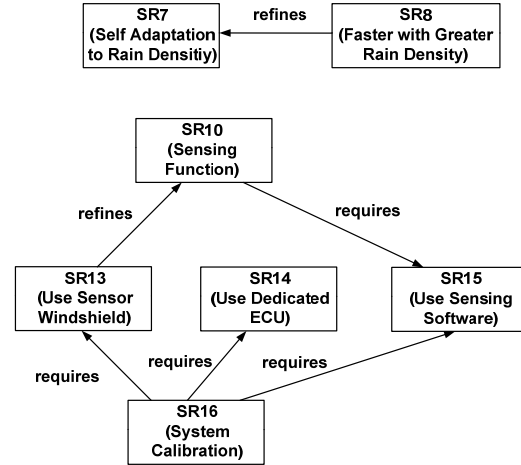 SR7
(Self Adaptation
to Rain Densitiy)
refines
SR8
(Faster with Greater
Rain Density)
SR10
(Sensing
Function)
refines
requires
SR13
(Use Sensor
Windshield)
SR14
(Use Dedicated
ECU)
SR15
(Use Sensing
Software)
requires
requires
requires
SR16
(System
Calibration)